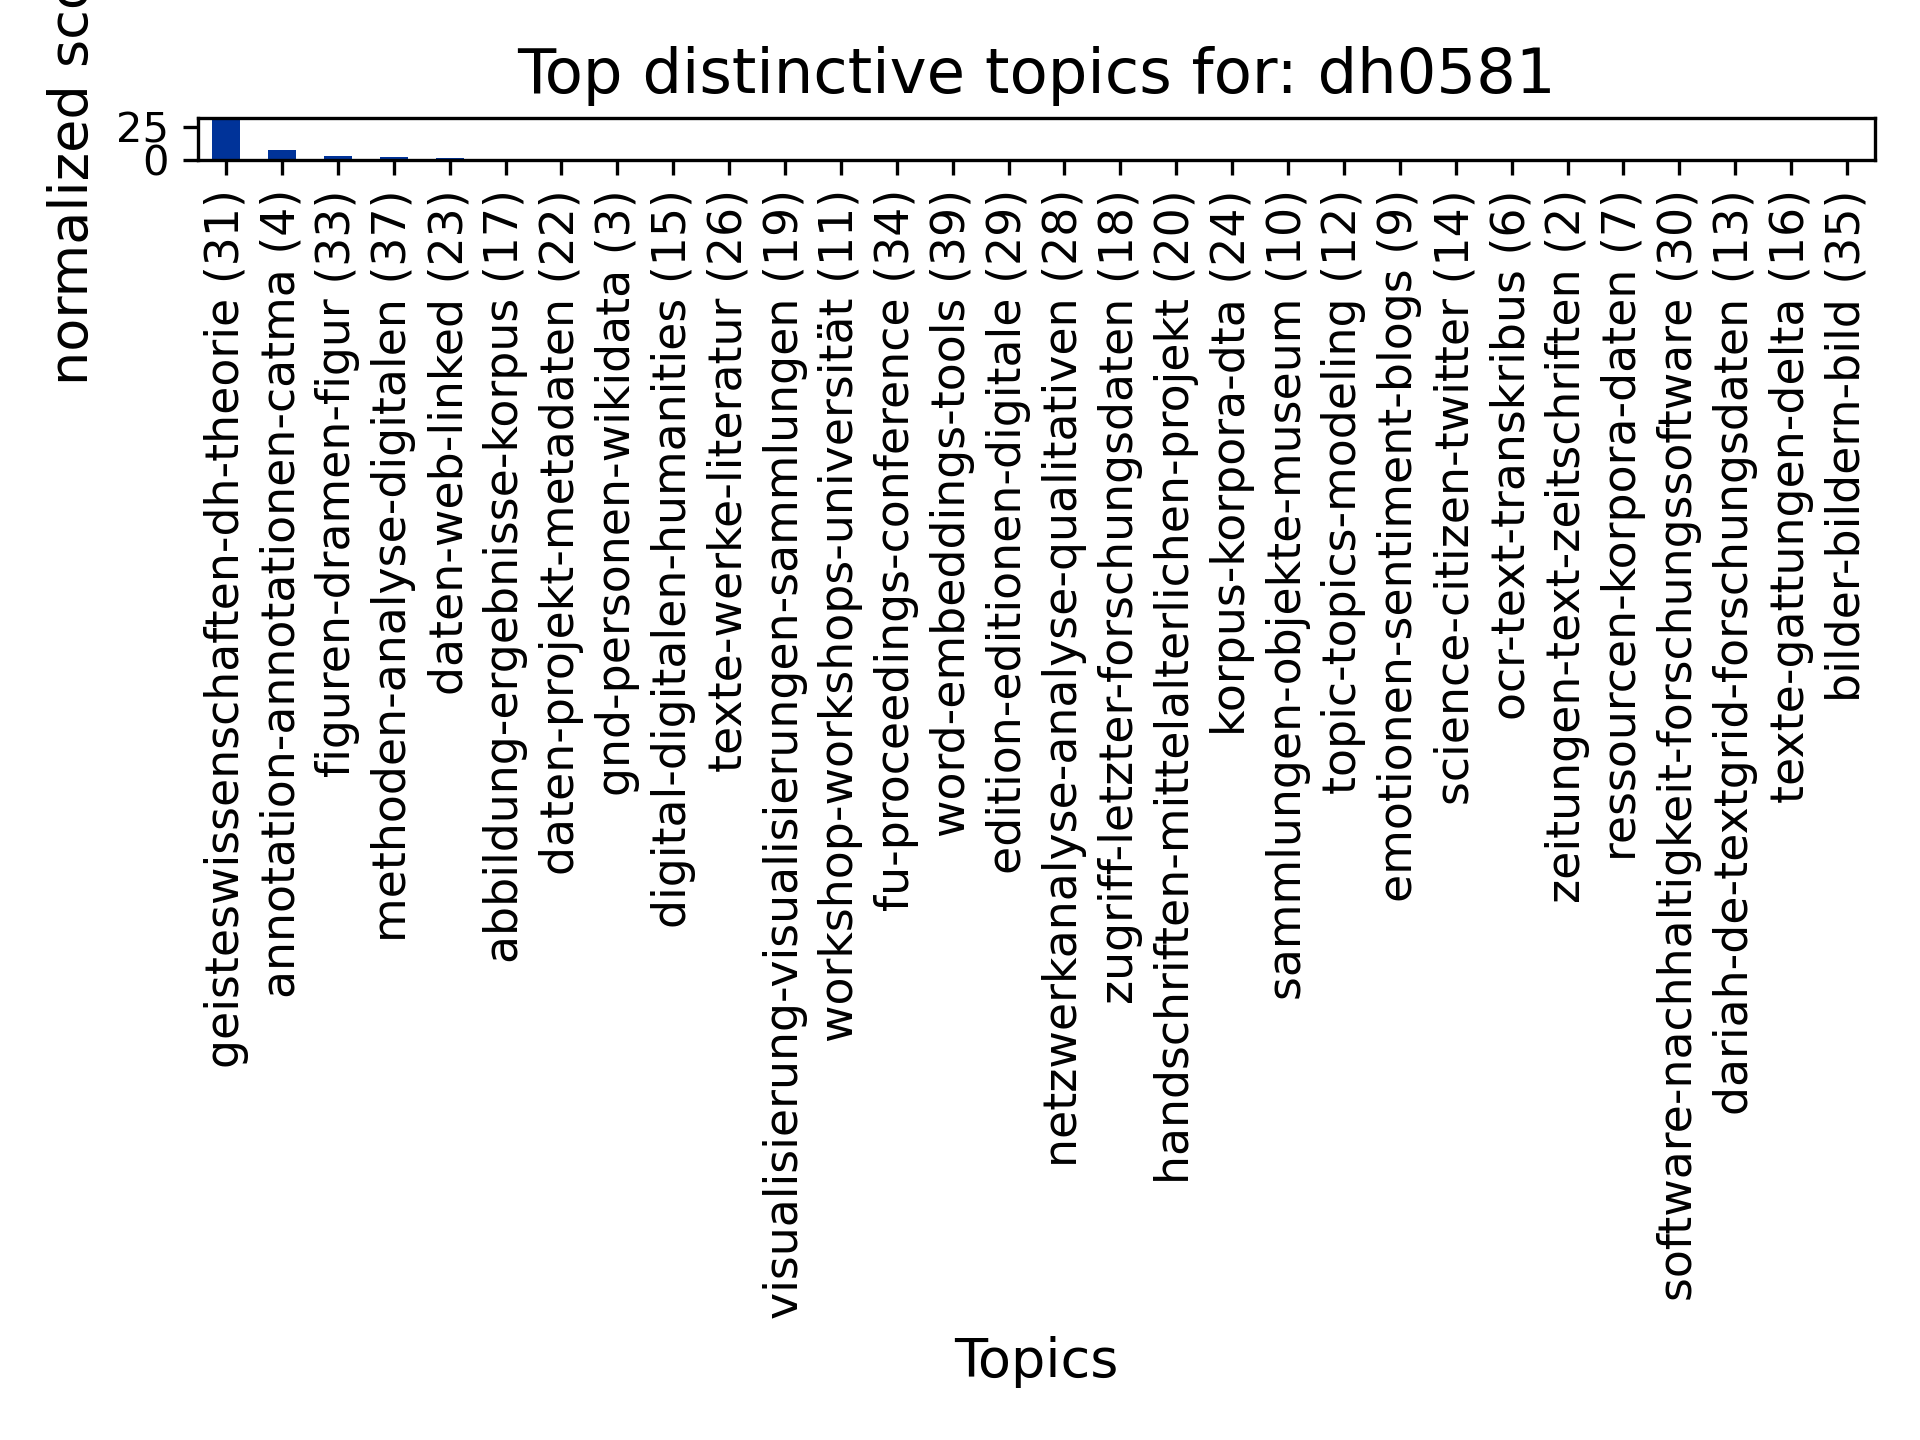 Top distinctive topics for: dh0581
normalized sco
25
0
geisteswissenschaften-dh-theorie (31)
annotation-annotationen-catma (4)
figuren-dramen-figur (33)
methoden-analyse-digitalen (37)
daten-web-linked (23)
abbildung-ergebnisse-korpus (17)
daten-projekt-metadaten (22)
gnd-personen-wikidata (3)
digital-digitalen-humanities (15)
texte-werke-literatur (26)
visualisierung-visualisierungen-sammlungen (19)
workshop-workshops-universität (11)
fu-proceedings-conference (34)
word-embeddings-tools (39)
edition-editionen-digitale (29)
netzwerkanalyse-analyse-qualitativen (28)
zugriff-letzter-forschungsdaten (18)
handschriften-mittelalterlichen-projekt (20)
korpus-korpora-dta (24)
sammlungen-objekte-museum (10)
topic-topics-modeling (12)
emotionen-sentiment-blogs (9)
science-citizen-twitter (14)
ocr-text-transkribus (6)
zeitungen-text-zeitschriften (2)
ressourcen-korpora-daten (7)
software-nachhaltigkeit-forschungssoftware (30)
dariah-de-textgrid-forschungsdaten (13)
texte-gattungen-delta (16)
bilder-bildern-bild (35)
Topics